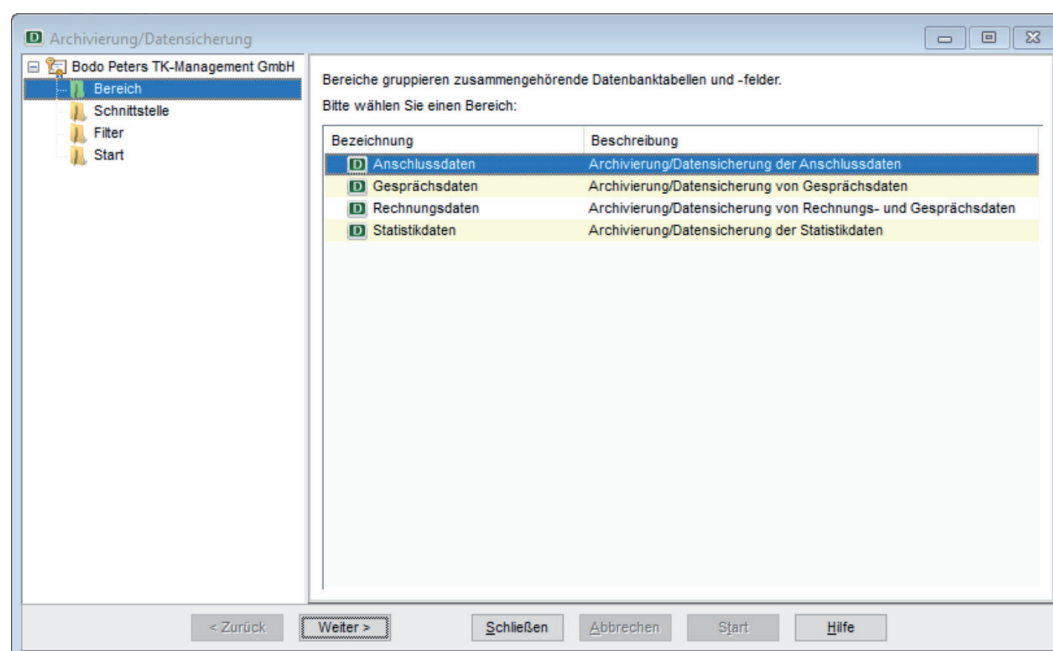 Archivierung/Datensicherung
Bodo Peters TK-Management GmbH
Bereich
Schnittstelle
Filter
Start
Bereiche gruppieren zusammengehörende Datenbanktabellen und -felder.
Bitte wählen Sie einen Bereich:
Bezeichnung Beschreibung
D Anschlussdaten Archivierung/Datensicherung der Anschlussdaten
D Gesprächsdaten Archivierung/Datensicherung von Gesprächsdaten
D Rechnungsdaten Archivierung/Datensicherung von Rechnungs- und Gesprächsdaten
D Statistikdaten Archivierung/Datensicherung der Statistikdaten
< Zurück Weiter > Schließen Abbrechen Start Hilfe